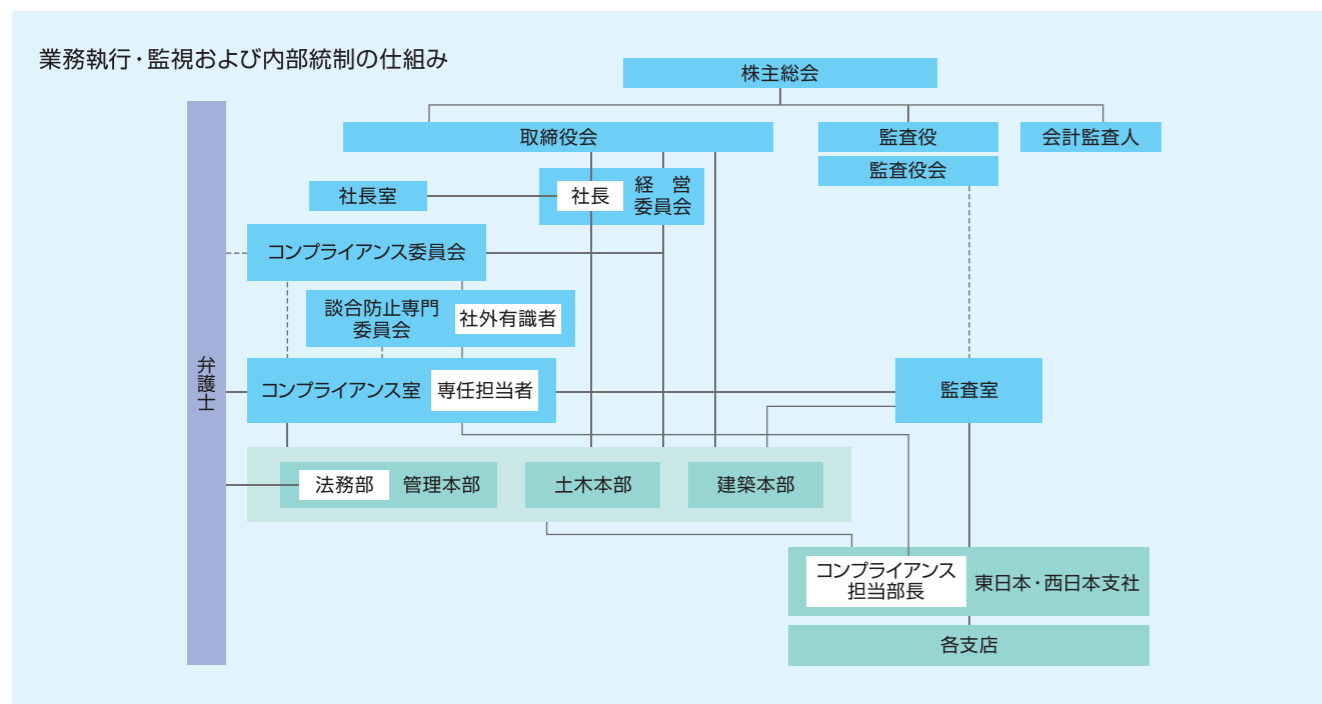 業務執行・監視および内部統制の仕組み
株主総会
取締役会
監査役
会計監査人
監査役会
社長室
社長
経　営
委員会
コンプライアンス委員会
談合防止専門
委員会
社外有識者
弁護士
コンプライアンス室
専任担当者
監査室
法務部
管理本部
土木本部
建築本部
コンプライアンス
担当部長
東日本・西日本支社
各支店